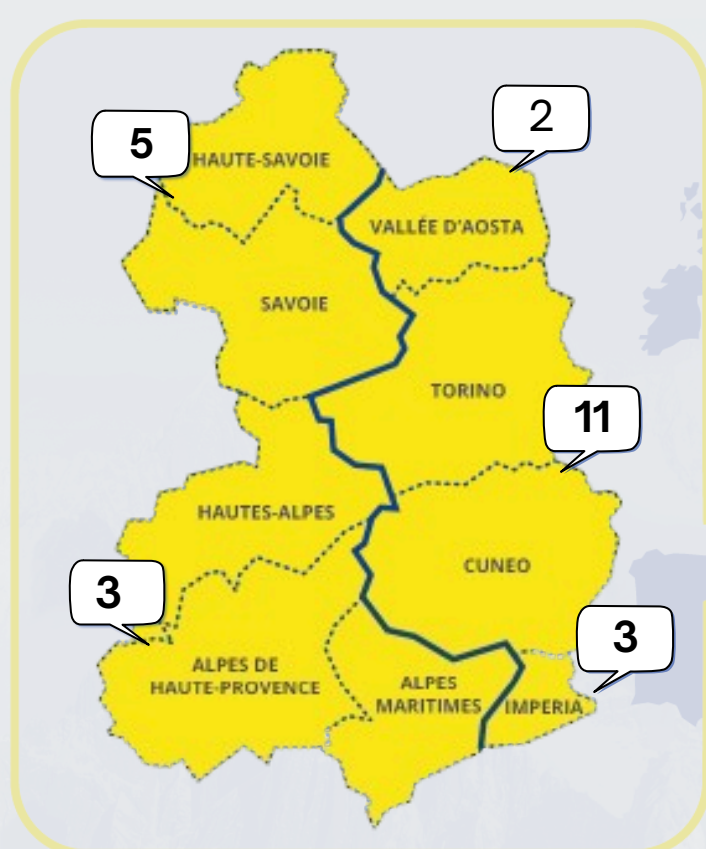 2
5
HAUTE-SAVOIE
VALLÉE D'AOSTA
SAVOIE
TORINO
11
HAUTES-ALPES
CUNEO
3
3
ALPES DE
HAUTE-PROVENCE
ALPES
MARITIMES
IMPERIA